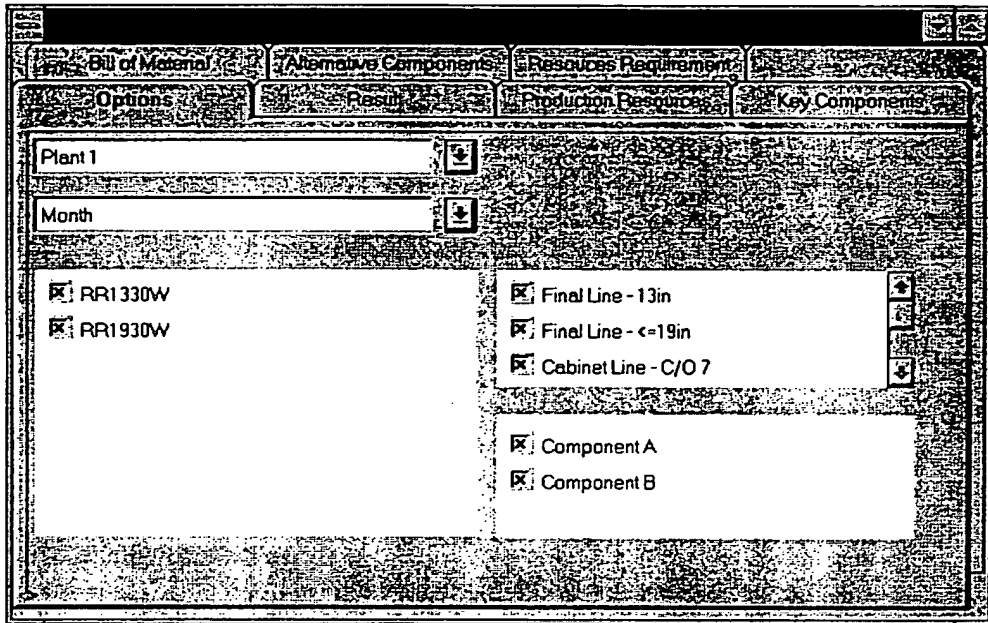 Bill of Material Alternative Components Resources Requirement
Options Result Production Resources Key Components
Plant 1
Month
RR1330W
RR1930W
Final Line - 13in
Final Line - <=19in
Cabinet Line - C/O 7
Component A
Component B